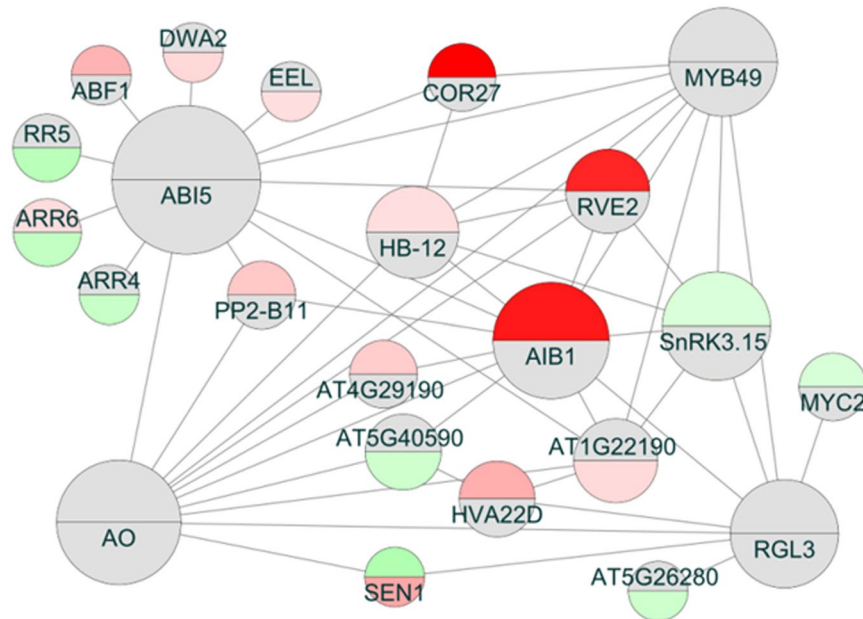 DWA2
ABF1
EEL
COR27
MYB49
RR5
ABI5
ARR6
RVE2
HB-12
ARR4
PP2-B11
SnRK3.15
AIB1
AT4G29190
MYC2
AT5G40590
AT1G22190
HVA22D
AO
RGL3
AT5G26280
SEN1